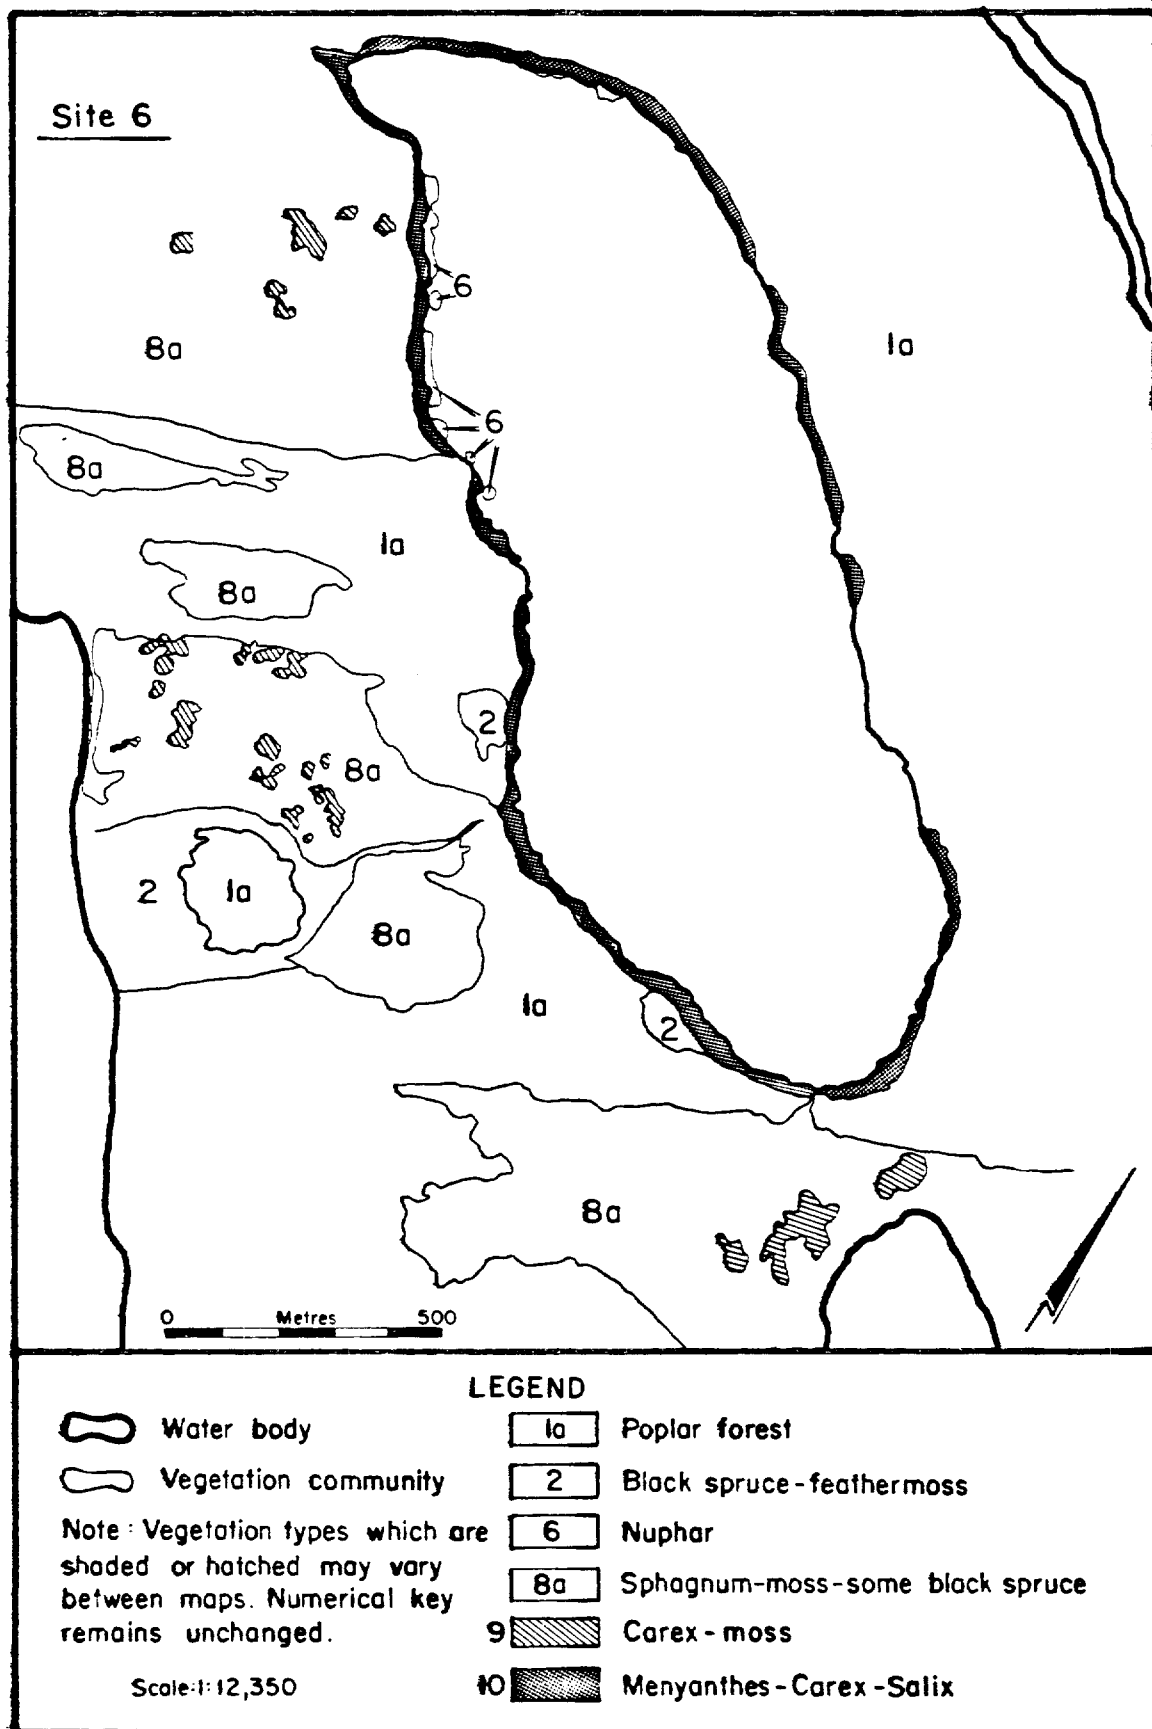 Site 6
6
8a
1a
6
8a
1a
8a
2
8a
2
1a
8a
1a
2
8a
0 Metres 500
LEGEND
Water body
Vegetation community
Note: Vegetation types which are
shaded or hatched may vary
between maps. Numerical key
remains unchanged.
Scale:1:12,350
1a Poplar forest
2 Black spruce-feathermoss
6 Nuphar
8a Sphagnum-moss-some black spruce
9 Carex-moss
10 Menyanthes-Carex-Salix